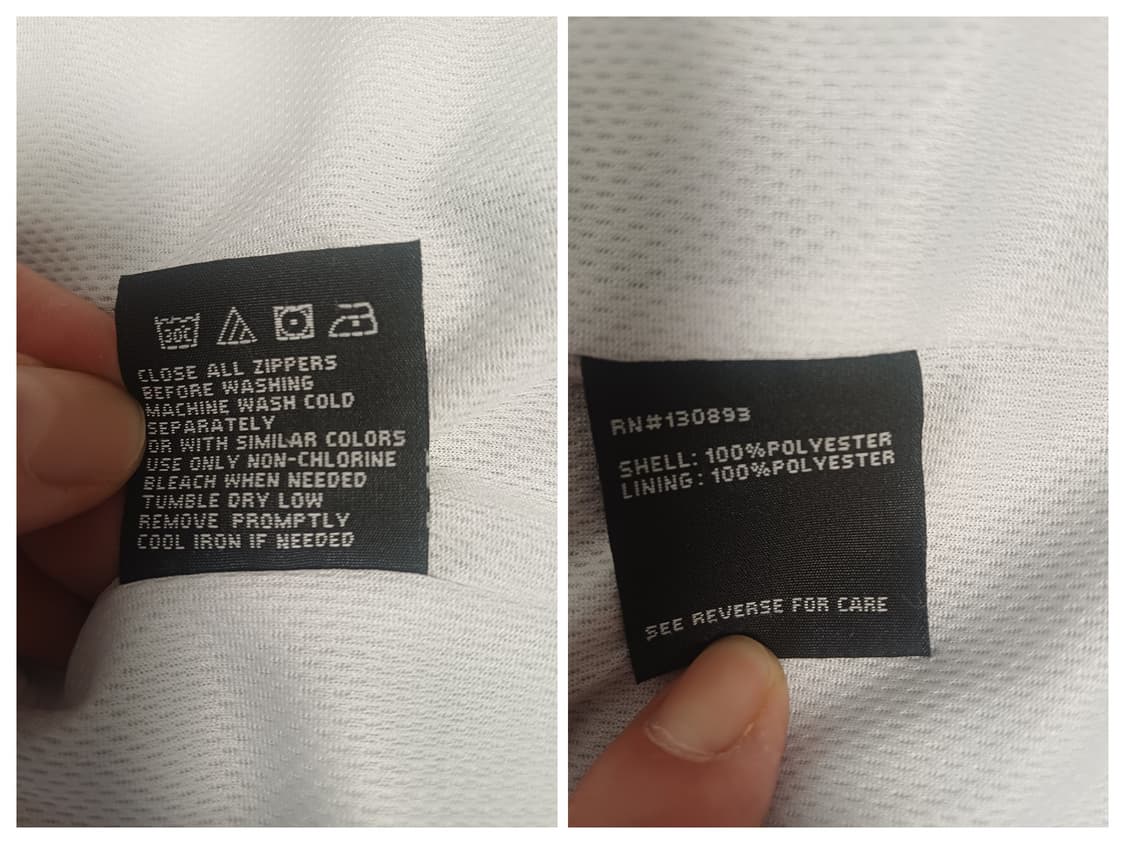 30C
CLOSE ALL ZIPPERS
BEFORE WASHING
MACHINE WASH COLD
SEPARATELY
OR WITH SIMILAR COLORS
USE ONLY NON-CHLORINE
BLEACH WHEN NEEDED
TUMBLE DRY LOW
REMOVE PROMPTLY
COOL IRON IF NEEDED
RN#130893
SHELL: 100%POLYESTER
LINING: 100%POLYESTER
SEE REVERSE FOR CARE